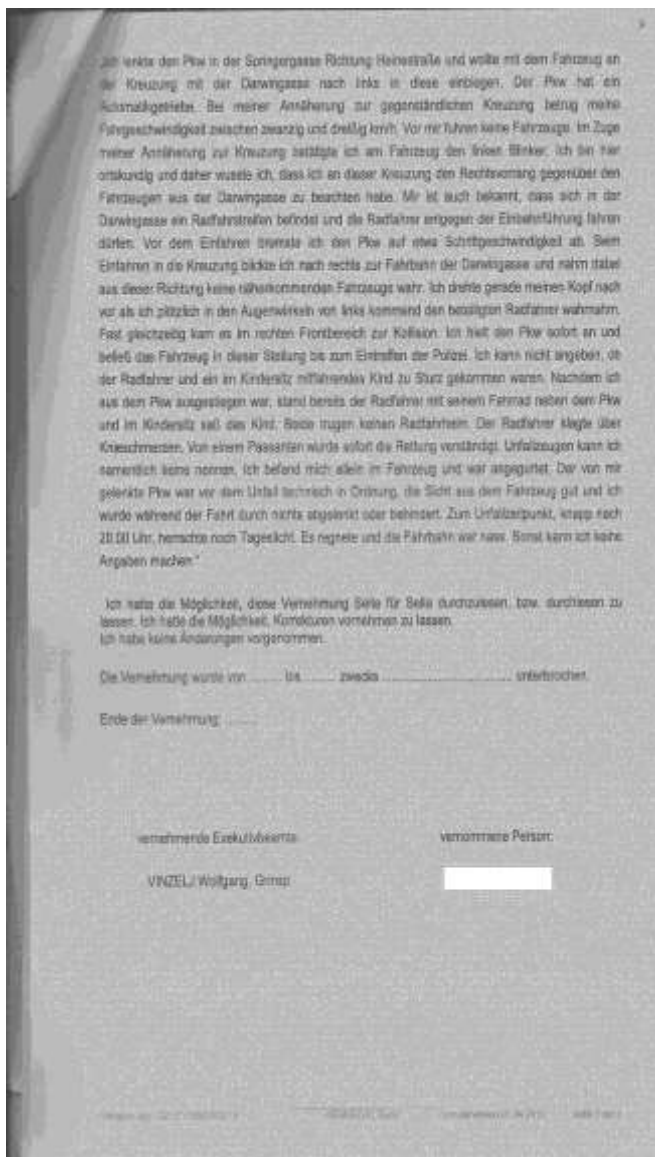 „Ich lenkte den Pkw in der Springergasse Richtung Heinestraße und wollte mit dem Fahrzeug an
der Kreuzung mit der Darwingasse nach links in diese einbiegen. Der Pkw hat ein
Automatikgetriebe. Bei meiner Annäherung zur gegenständlichen Kreuzung betrug meine
Fahrgeschwindigkeit zwischen zwanzig und dreißig km/h. Vor mir fuhren keine Fahrzeuge. Im Zuge
meiner Annäherung zur Kreuzung betätigte ich am Fahrzeug den linken Blinker. Ich bin hier
ortskundig und daher wusste ich, dass ich an dieser Kreuzung den Rechtsvorrang gegenüber den
Fahrzeugen aus der Darwingasse zu beachten habe. Mir ist auch bekannt, dass sich in der
Darwingasse ein Radfahrstreifen befindet und die Radfahrer entgegen der Einbahnführung fahren
dürfen. Vor dem Einfahren bremste ich den Pkw auf etwa Schrittgeschwindigkeit ab. Beim
Einfahren in die Kreuzung blickte ich nach rechts zur Fahrbahn der Darwingasse und nahm dabei
aus dieser Richtung keine näherkommenden Fahrzeuge wahr. Ich drehte gerade meinen Kopf nach
vor als ich plötzlich in den Augenwinkeln von links kommend den beteiligten Radfahrer wahrnahm.
Fast gleichzeitig kam es im rechten Frontbereich zur Kollision. Ich hielt den Pkw sofort an und
beließ das Fahrzeug in dieser Stellung bis zum Eintreffen der Polizei. Ich kann nicht angeben, ob
der Radfahrer und ein im Kindersitz mitfahrendes Kind zu Sturz gekommen waren. Nachdem ich
aus dem Pkw ausgestiegen war, stand bereits der Radfahrer mit seinem Fahrrad neben dem Pkw
und im Kindersitz saß das Kind. Beide trugen keinen Radfahrhelm. Der Radfahrer klagte über
Knieschmerzen. Von einem Passanten wurde sofort die Rettung verständigt. Unfallzeugen kann ich
namentlich keine nennen. Ich befand mich allein im Fahrzeug und war angegurtet. Der von mir
gelenkte Pkw war vor dem Unfall technisch in Ordnung, die Sicht aus dem Fahrzeug gut und ich
wurde während der Fahrt durch nichts abgelenkt oder behindert. Zum Unfallzeitpunkt, knapp nach
20.00 Uhr, herrschte noch Tageslicht. Es regnete und die Fahrbahn war nass. Sonst kann ich keine
Angaben machen."
Ich hatte die Möglichkeit, diese Vernehmung Seite für Seite durchzulesen, bzw. durchlesen zu
lassen. Ich hatte die Möglichkeit, Korrekturen vornehmen zu lassen.
Ich habe keine Änderungen vorgenommen.
Die Vernehmung wurde von ......... bis ......... zwecks ........................................ unterbrochen.
Ende der Vernehmung: .........
vernehmende Exekutivbeamte vernommene Person:
VINZELJ Wolfgang, GrInsp